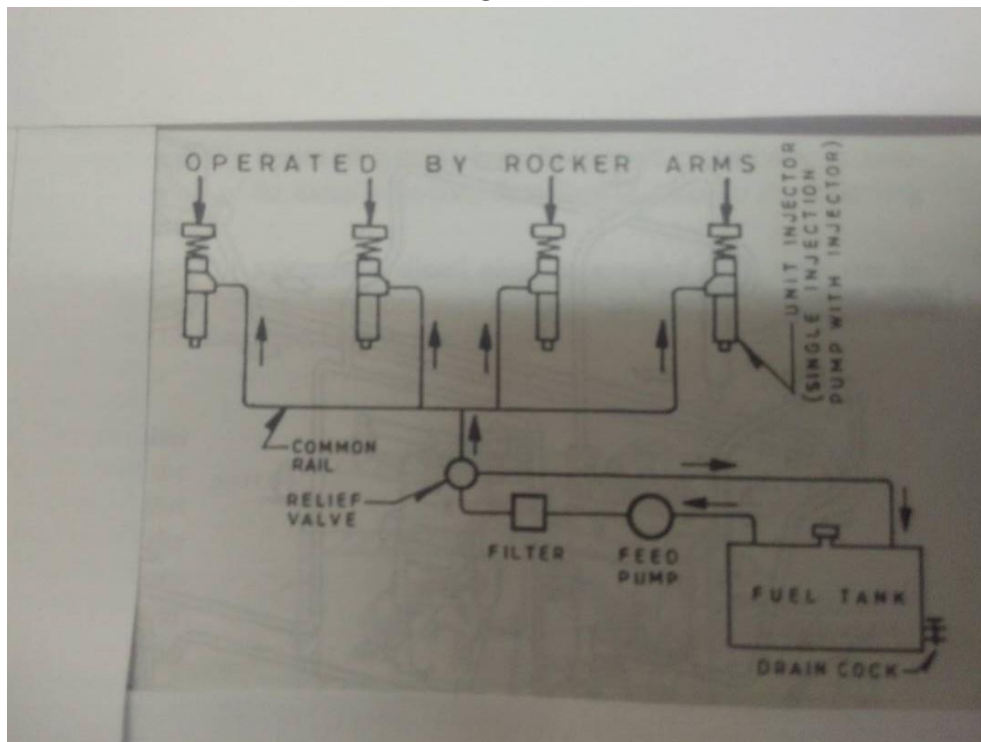 OPERATED BY ROCKER ARMS
UNIT INJECTOR
(SINGLE INJECTION
PUMP WITH INJECTOR)
COMMON
RAIL
RELIEF
VALVE
FILTER
FEED
PUMP
FUEL TANK
DRAIN COCK